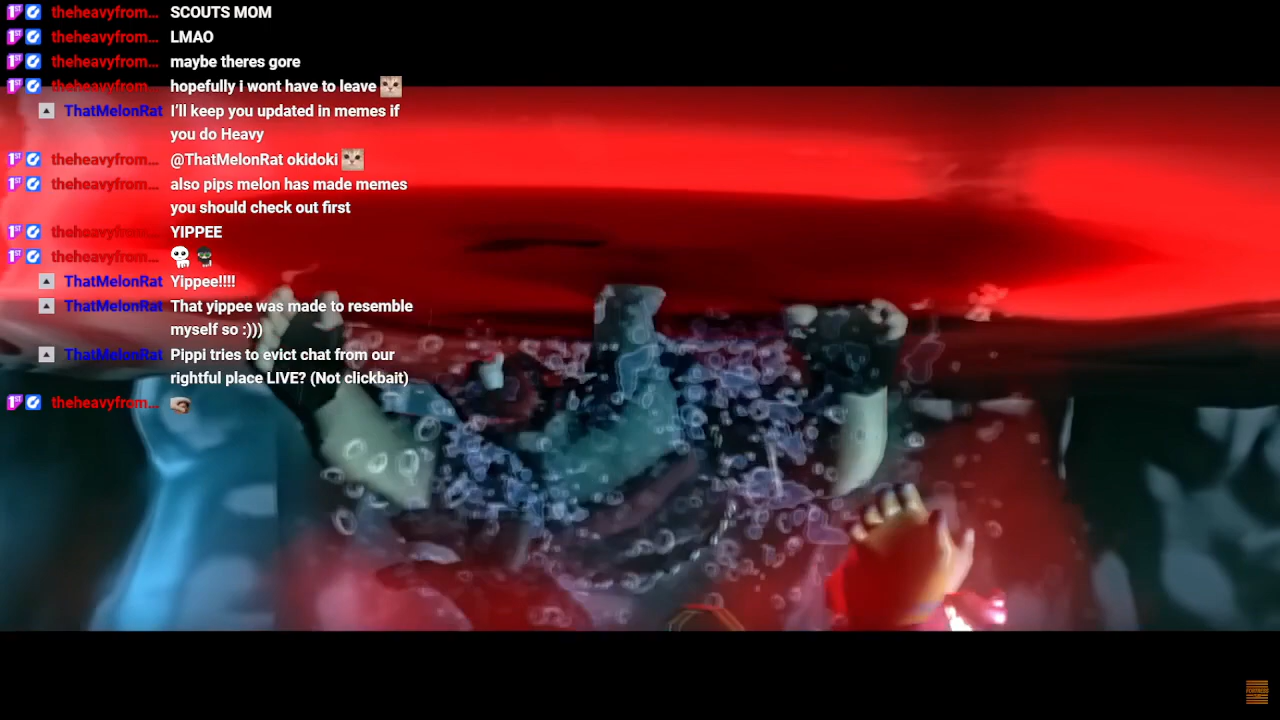 theheavyfrom... SCOUTS MOM
theheavyfrom... LMAO
theheavyfrom... maybe theres gore
theheavyfrom... hopefully i wont have to leave
ThatMelonRat I'll keep you updated in memes if
you do Heavy
theheavyfrom... @ThatMelonRat okidoki
theheavyfrom... also pips melon has made memes
you should check out first
theheavyfrom... YIPPEE
theheavyfrom...
ThatMelonRat Yippee!!!!
ThatMelonRat That yippee was made to resemble
myself so :)))
ThatMelonRat Pippi tries to evict chat from our
rightful place LIVE? (Not clickbait)
theheavyfrom...